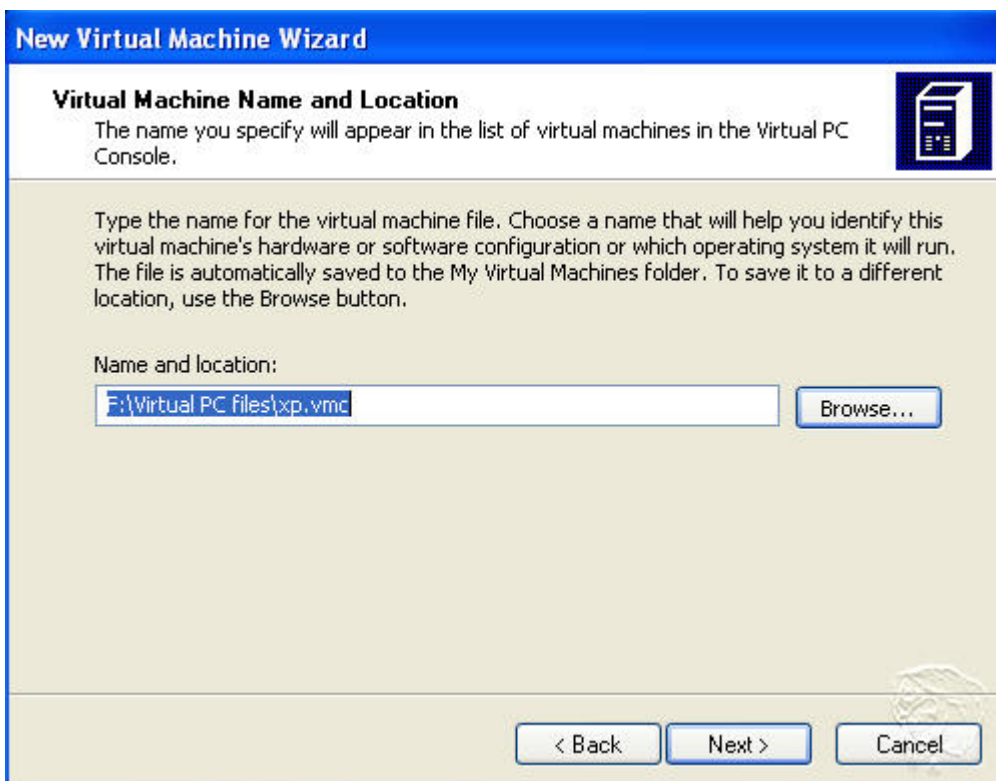 New Virtual Machine Wizard
Virtual Machine Name and Location
The name you specify will appear in the list of virtual machines in the Virtual PC
Console.
Type the name for the virtual machine file. Choose a name that will help you identify this
virtual machine's hardware or software configuration or which operating system it will run.
The file is automatically saved to the My Virtual Machines folder. To save it to a different
location, use the Browse button.
Name and location:
F:\Virtual PC files\xp.vmc
Browse...
< Back
Next >
Cancel